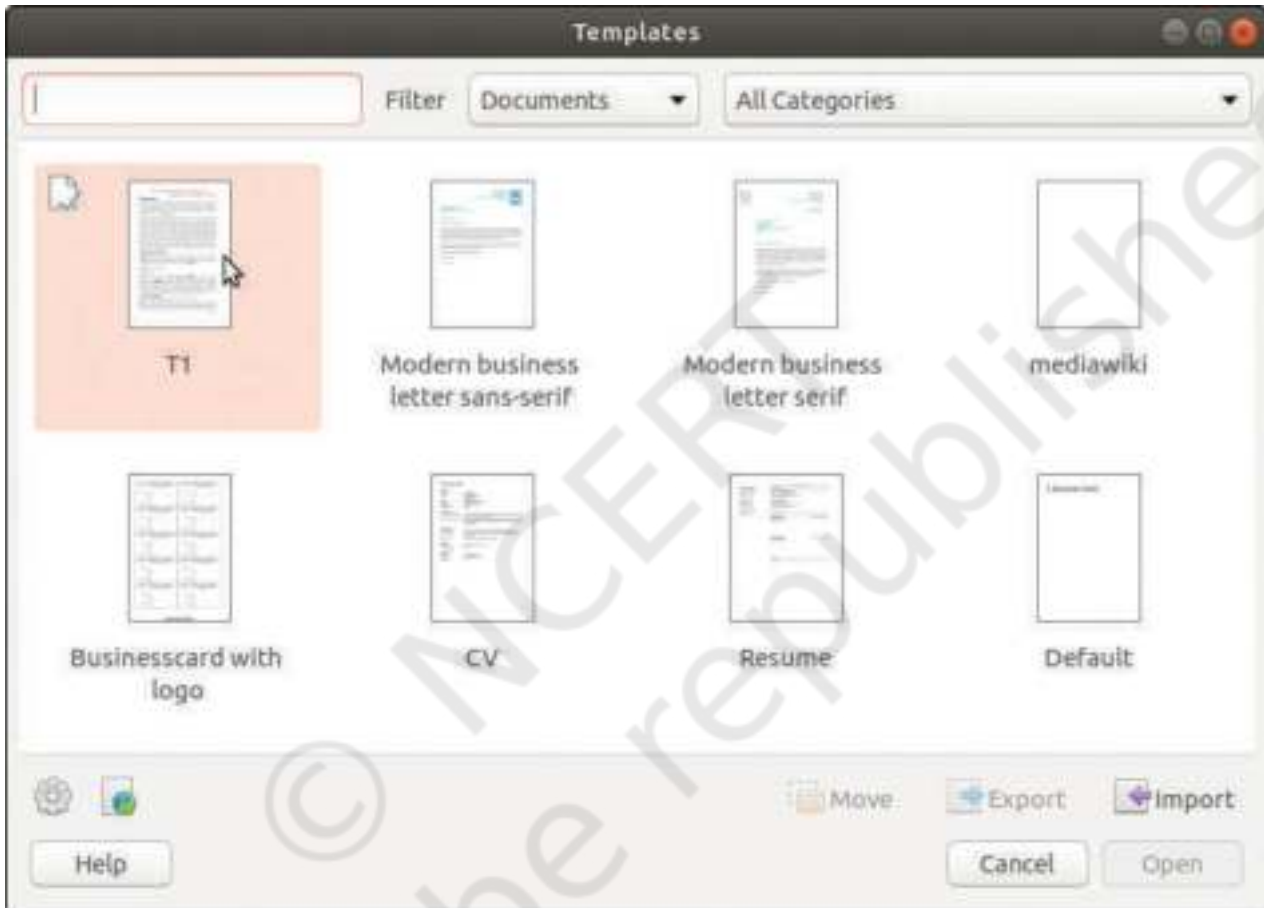 Templates
Filter Documents All Categories
T1
Modern business
letter sans-serif
Modern business
letter serif
mediawiki
Businesscard with
logo
CV
Resume
Default
Move Export Import
Help Cancel Open
© NCERT
be republishe